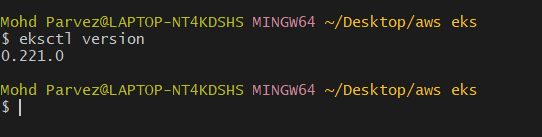 Mohd Parvez@LAPTOP-NT4KDSHS MINGW64 ~/Desktop/aws eks
$ eksctl version
0.221.0
Mohd Parvez@LAPTOP-NT4KDSHS MINGW64 ~/Desktop/aws eks
$